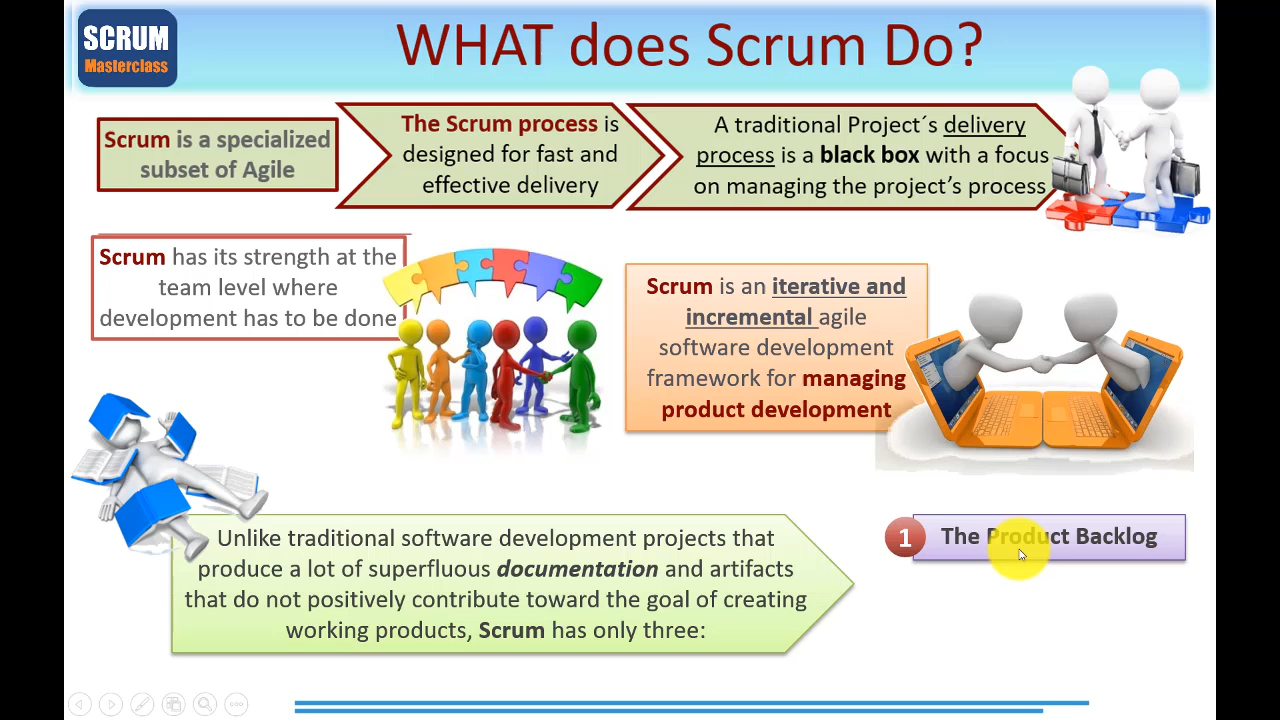 SCRUM
Masterclass
WHAT does Scrum Do?
Scrum is a specialized
subset of Agile
The Scrum process is
designed for fast and
effective delivery
A traditional Project´s delivery
process is a black box with a focus
on managing the project's process
Scrum has its strength at the
team level where
development has to be done
Scrum is an iterative and
incremental agile
software development
framework for managing
product development
Unlike traditional software development projects that
produce a lot of superfluous documentation and artifacts
that do not positively contribute toward the goal of creating
working products, Scrum has only three:
1 The Product Backlog